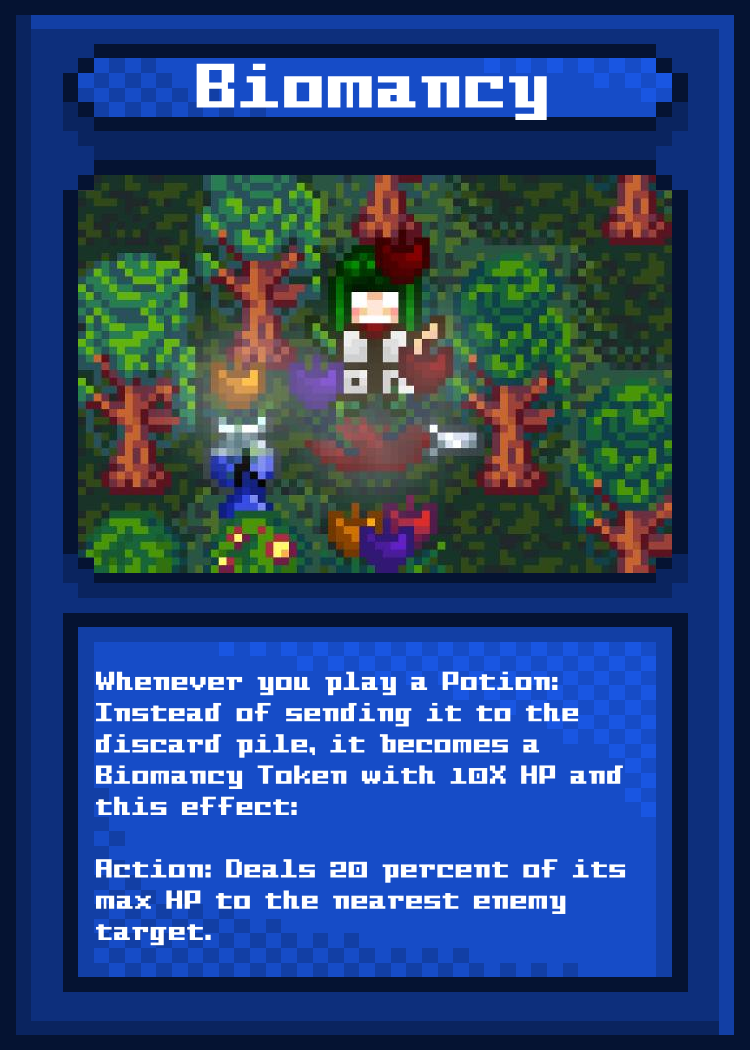 Biomancy
Whenever you play a Potion:
Instead of sending it to the
discard pile, it becomes a
Biomancy Token with 10X HP and
this effect:
Action: Deals 20 percent of its
max HP to the nearest enemy
target.